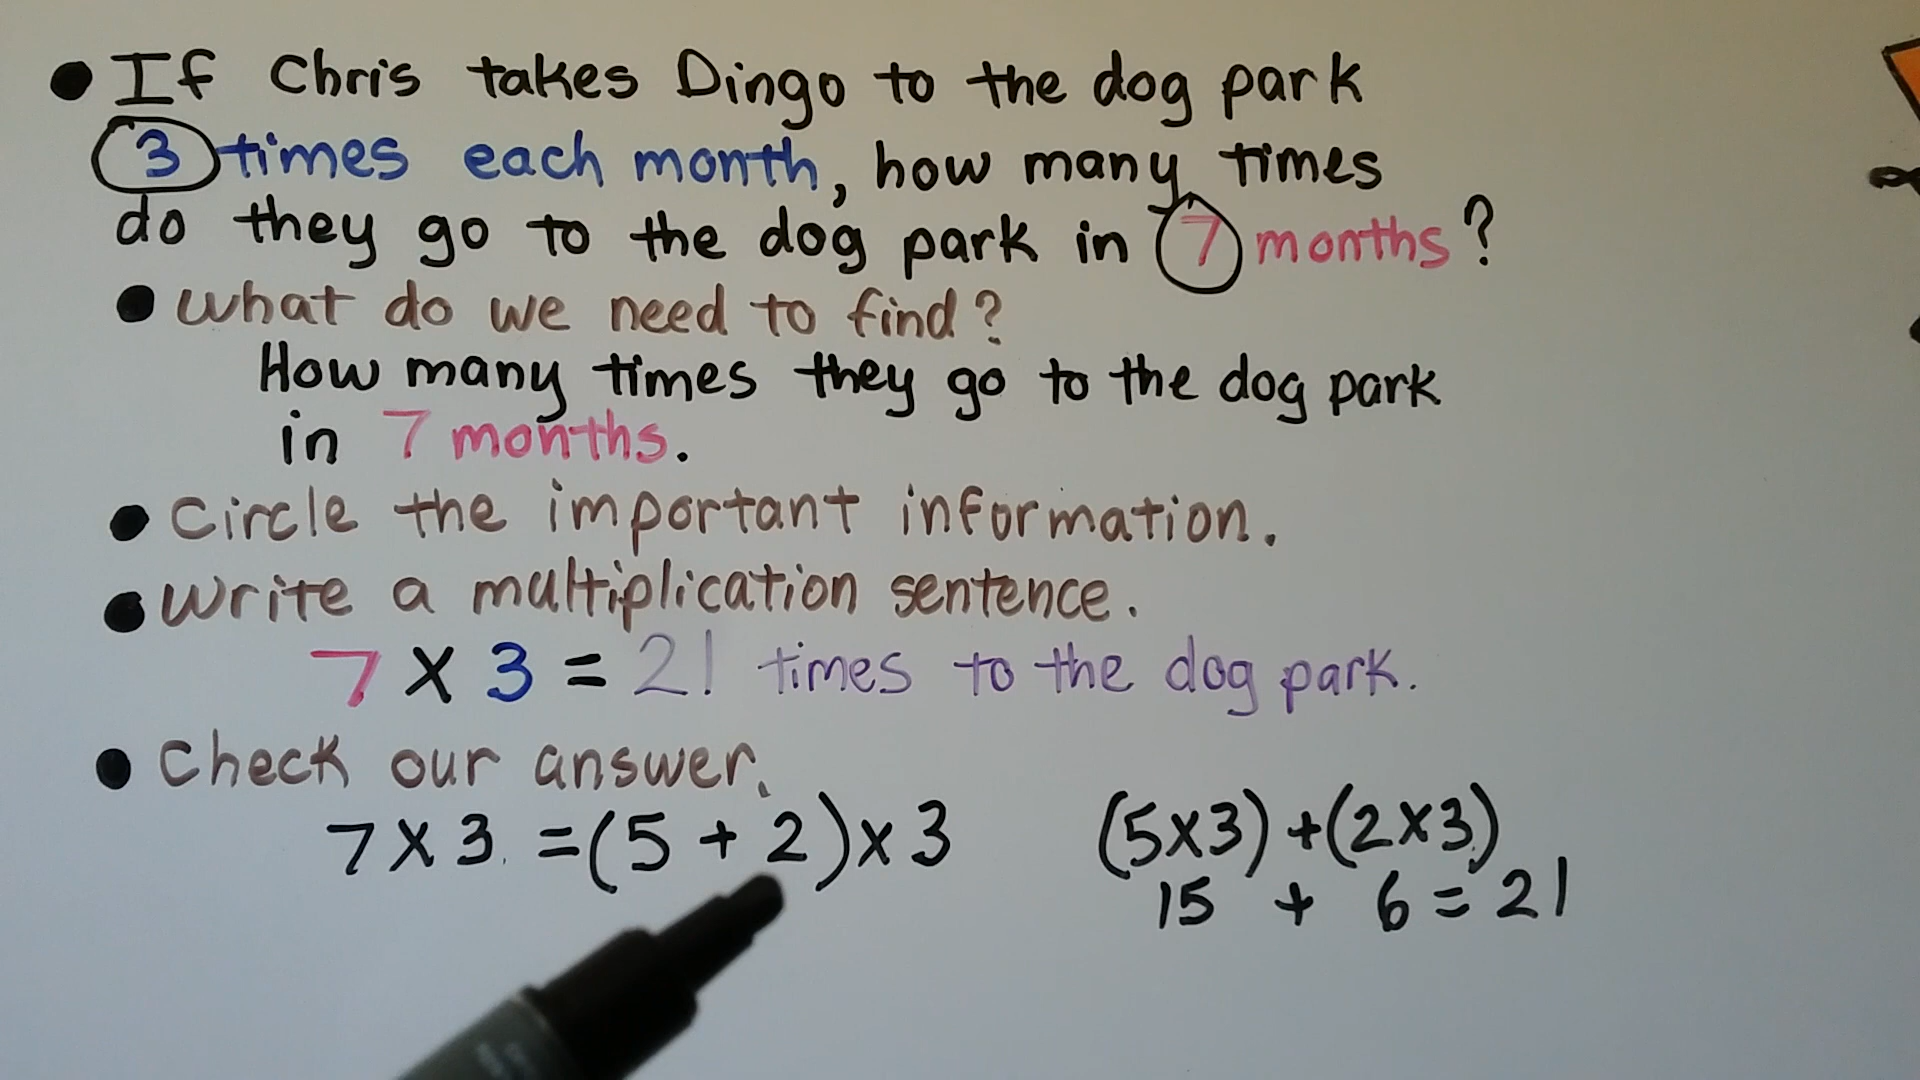 • If Chris takes Dingo to the dog park
3 times each month, how many times
do they go to the dog park in 7 months?
• What do we need to find?
How many times they go to the dog park
in 7 months.
• Circle the important information.
• Write a multiplication sentence.
7 x 3 = 21 times to the dog park.
• Check our answer.
7 x 3 = (5 + 2) x 3 (5x3) + (2x3)
15 + 6 = 21